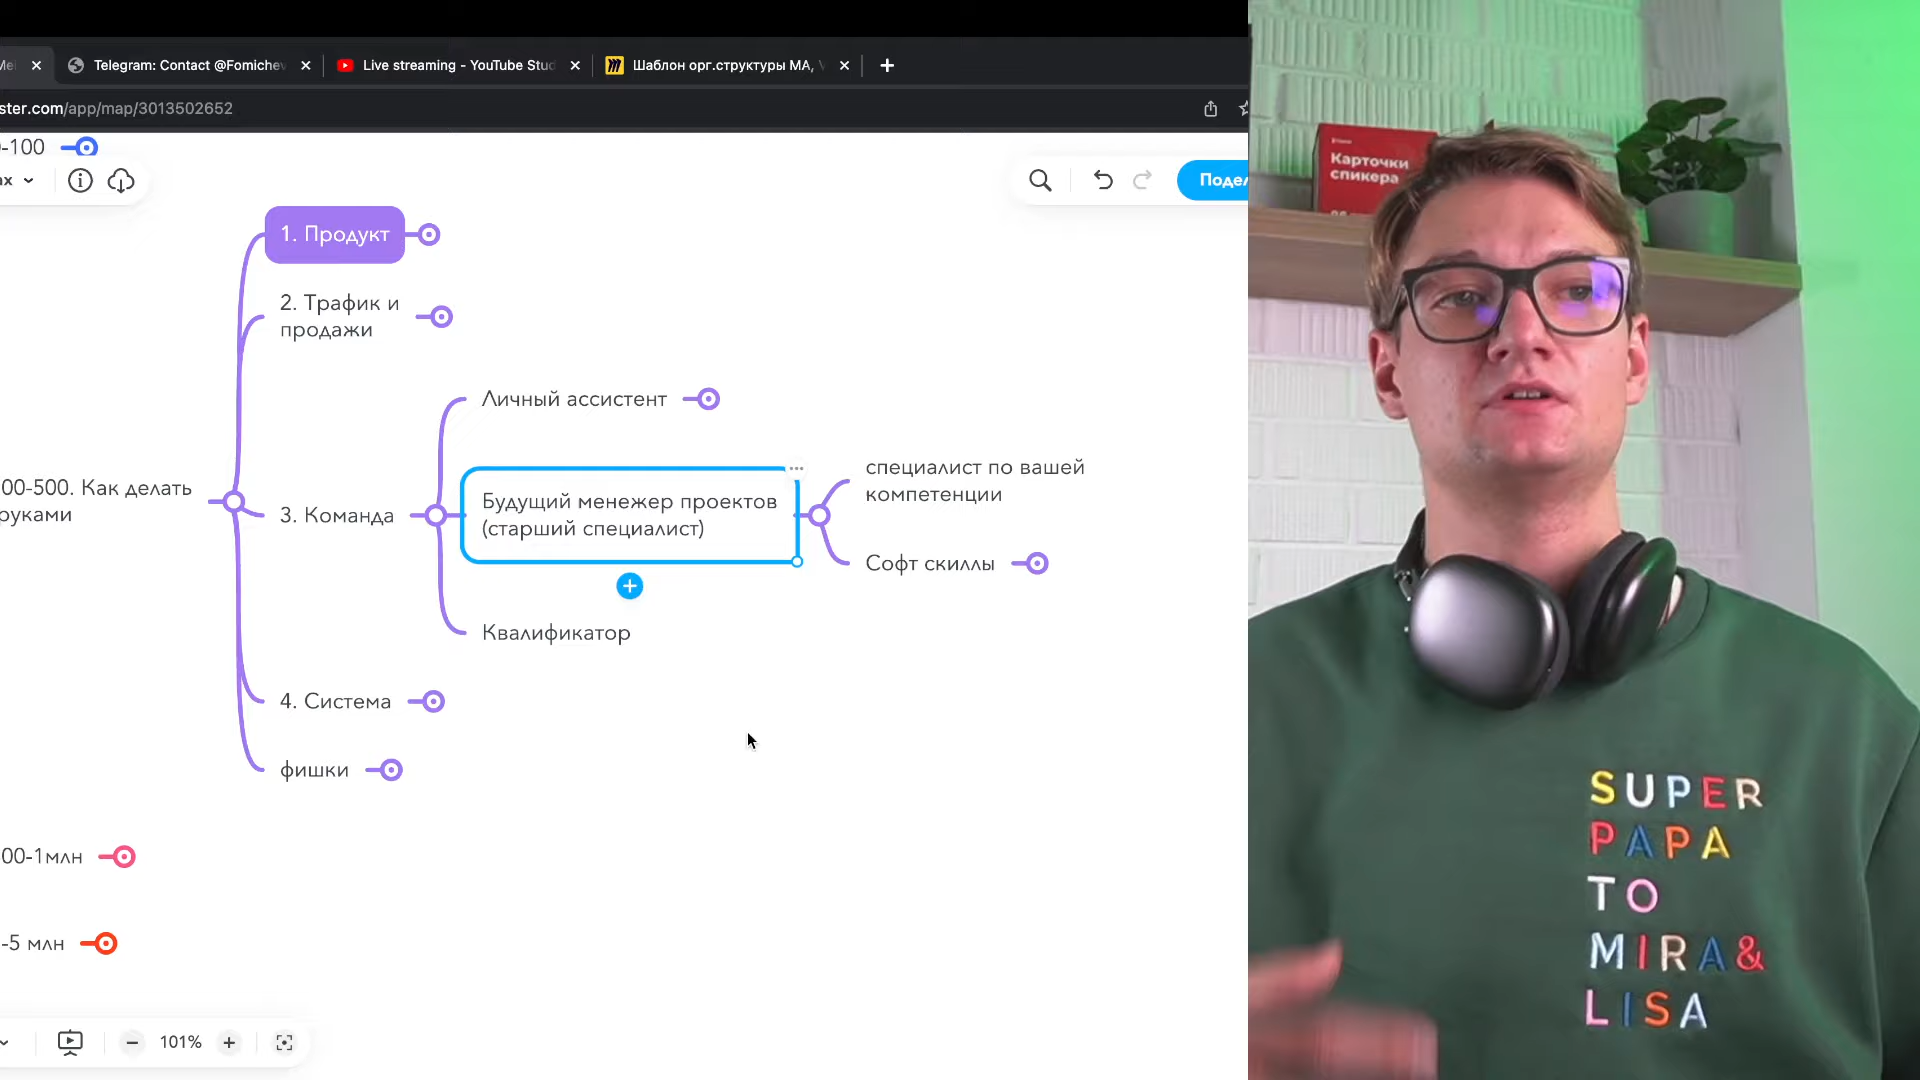 Telegram: Contact @Fomichev
Live streaming - YouTube Stud
Шаблон орг.структуры МА,
ster.com/app/map/3013502652
-100
Подел
1. Продукт
2. Трафик и
продажи
Личный ассистент
специалист по вашей
компетенции
00-500. Как делать
руками
3. Команда
Будущий менежер проектов
(старший специалист)
Софт скиллы
Квалификатор
4. Система
фишки
00-1млн
-5 млн
101%
Карточки
спикера
SUPER
PAPA
TO
MIRA&
LISA